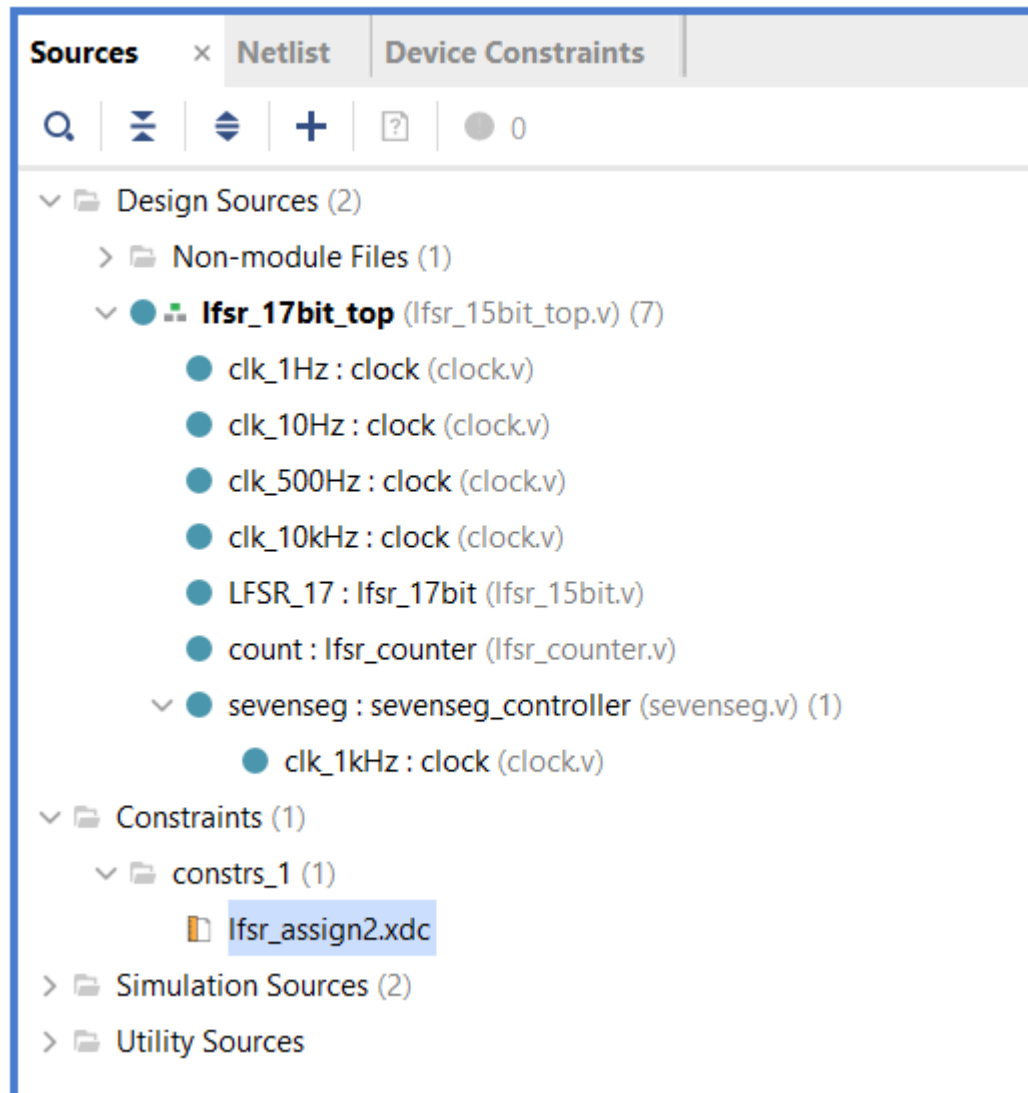 Sources × Netlist Device Constraints
0
Design Sources (2)
Non-module Files (1)
lfsr_17bit_top (lfsr_15bit_top.v) (7)
clk_1Hz : clock (clock.v)
clk_10Hz : clock (clock.v)
clk_500Hz : clock (clock.v)
clk_10kHz : clock (clock.v)
LFSR_17 : lfsr_17bit (lfsr_15bit.v)
count : lfsr_counter (lfsr_counter.v)
sevenseg : sevenseg_controller (sevenseg.v) (1)
clk_1kHz : clock (clock.v)
Constraints (1)
constrs_1 (1)
lfsr_assign2.xdc
Simulation Sources (2)
Utility Sources